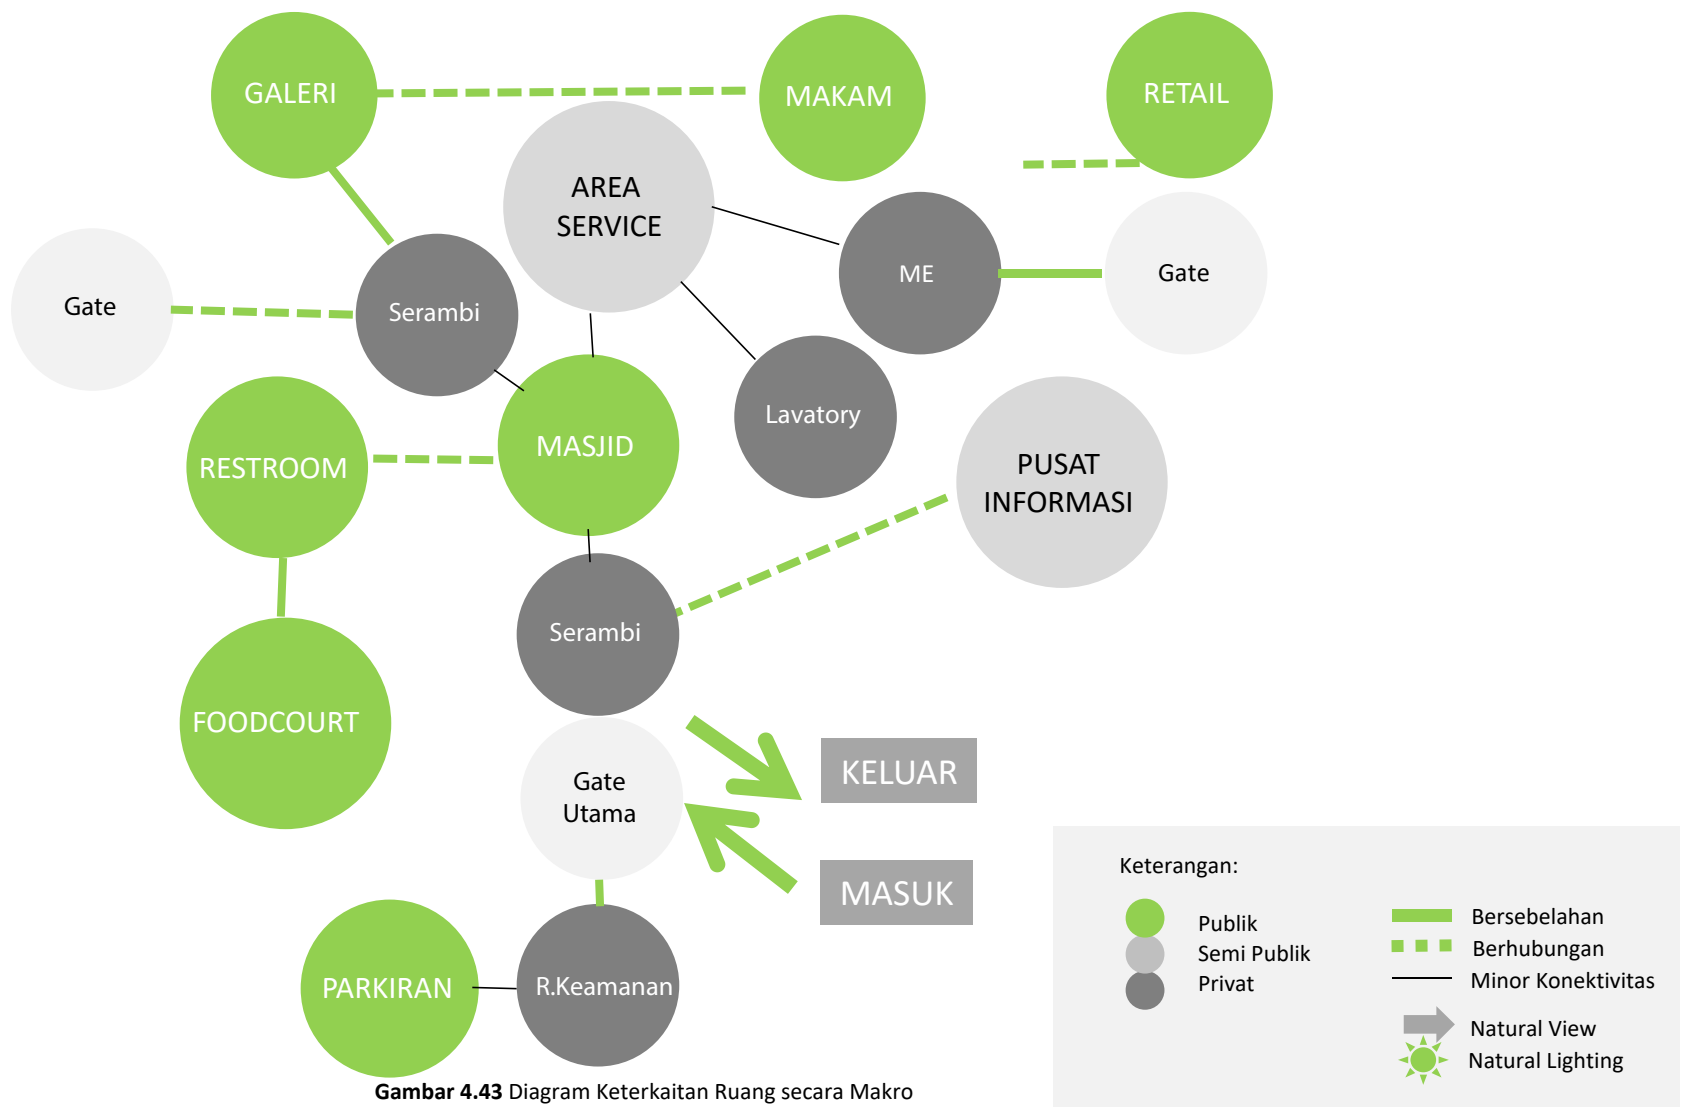 GALERI
MAKAM
RETAIL
AREA
SERVICE
ME
Gate
Gate
Serambi
Lavatory
MASJID
RESTROOM
PUSAT
INFORMASI
Serambi
FOODCOURT
Gate
Utama
KELUAR
MASUK
PARKIRAN
R.Keamanan
Keterangan:
Publik
Semi Publik
Privat
Bersebelahan
Berhubungan
Minor Konektivitas
Natural View
Natural Lighting
Gambar 4.43 Diagram Keterkaitan Ruang secara Makro